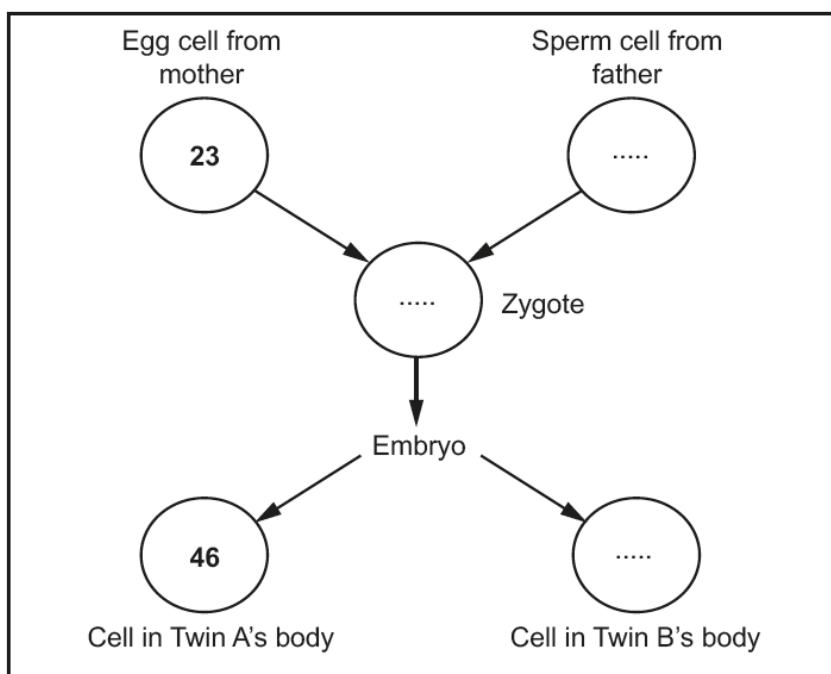 Egg cell from
mother
Sperm cell from
father
23
.....
.....
Zygote
Embryo
46
.....
Cell in Twin A's body
Cell in Twin B's body